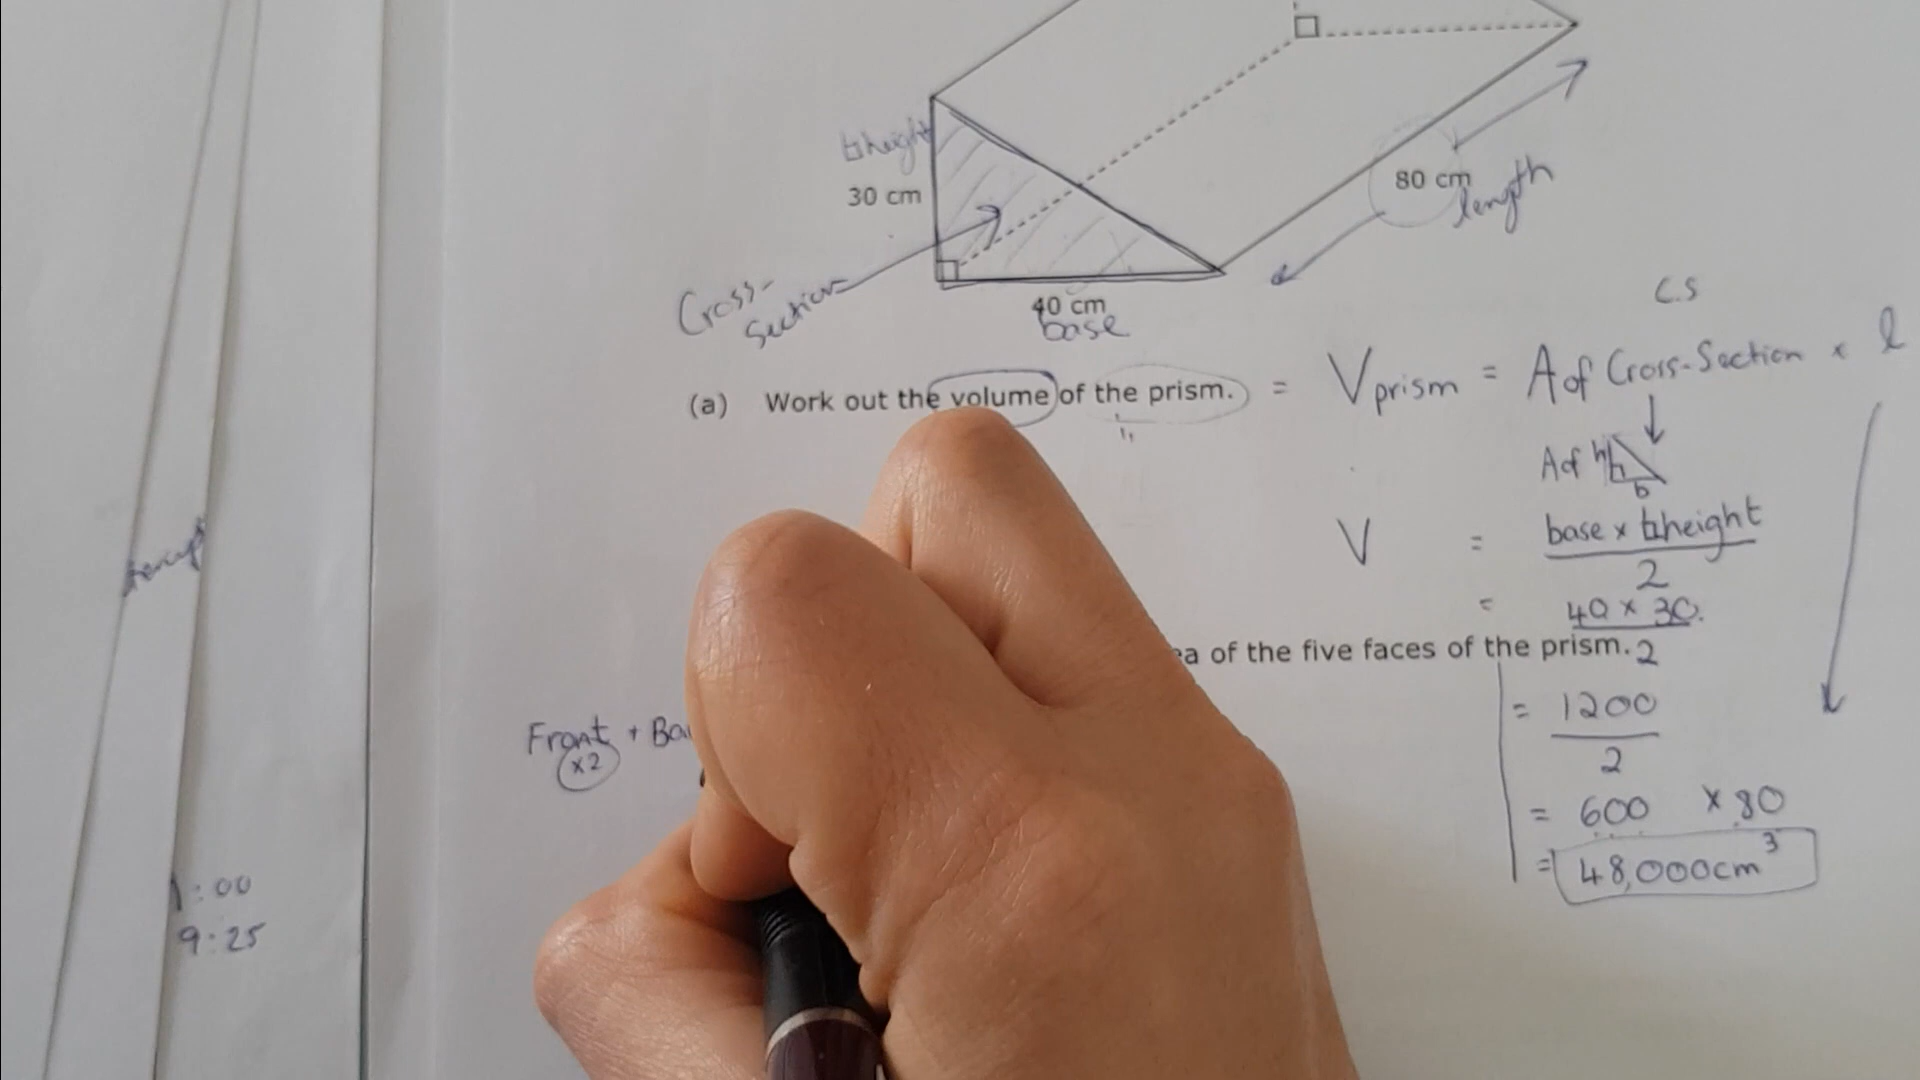 height
30 cm
80 cm
length
Cross-
Section
40 cm
base
C.S
(a) Work out the volume of the prism. = V prism = A of Cross-Section × l
A of h b
V = base × height
2
= 40 × 30.
2
of the five faces of the prism.
= 1200
2
Front +
×2
= 600 × 80
= 48,000cm³
1:00
9:25